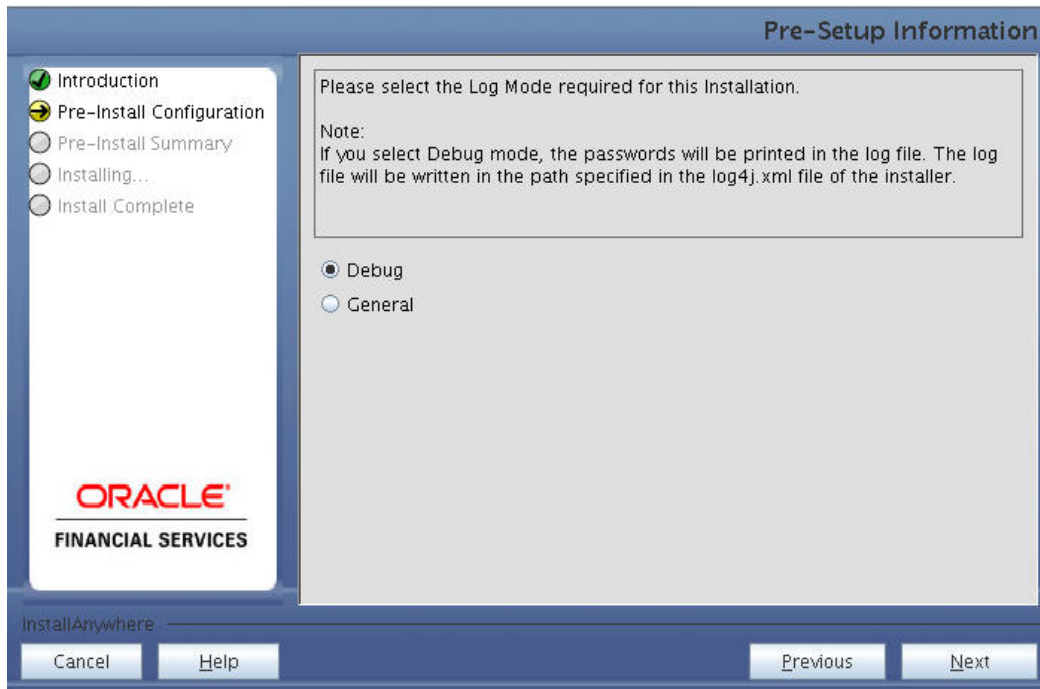 Pre-Setup Information
Introduction
Pre-Install Configuration
Pre-Install Summary
Installing...
Install Complete
Please select the Log Mode required for this Installation.
Note:
If you select Debug mode, the passwords will be printed in the log file. The log
file will be written in the path specified in the log4j.xml file of the installer.
Debug
General
ORACLE'
FINANCIAL SERVICES
InstallAnywhere
Cancel
Help
Previous
Next